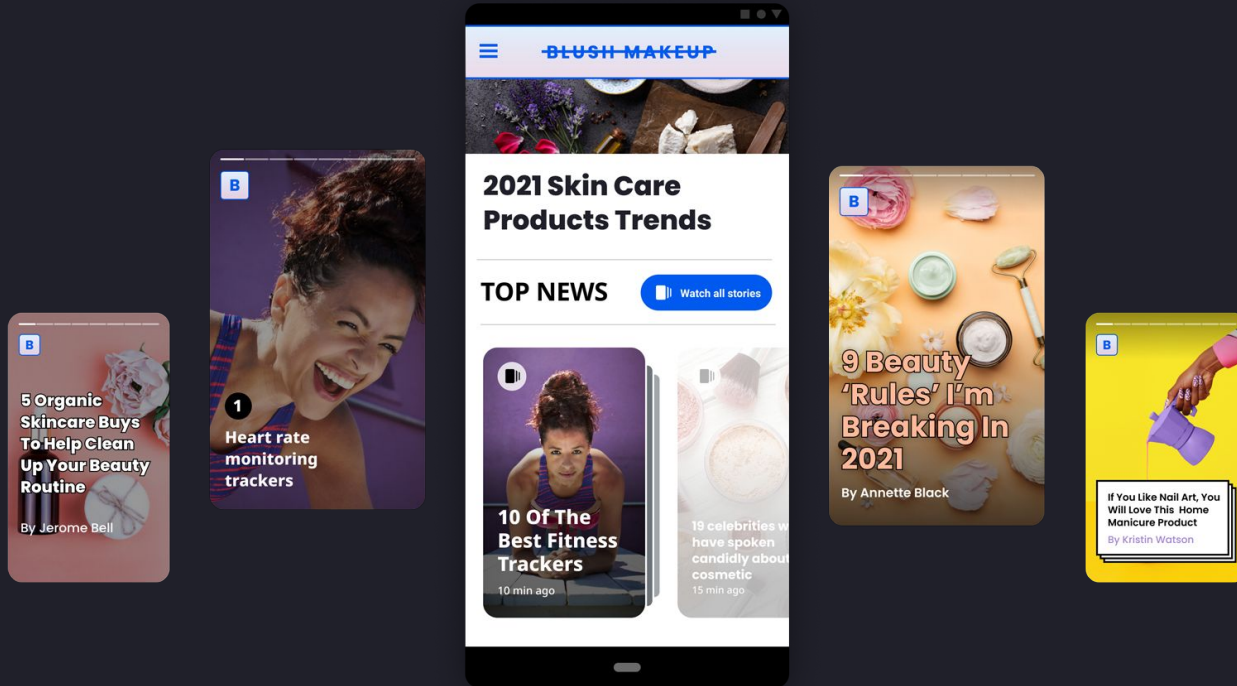 B
5 Organic
Skincare Buys
To Help Clean
Up Your Beauty
Routine
By Jerome Bell
B
1
Heart rate
monitoring
trackers
BLUSH MAKEUP
2021 Skin Care
Products Trends
TOP NEWS
Watch all stories
10 Of The
Best Fitness
Trackers
10 min ago
19 celebrities w
have spoken
candidly about
cosmetic
15 min ago
B
9 Beauty
‘Rules’ I’m
Breaking In
2021
By Annette Black
B
If You Like Nail Art, You
Will Love This Home
Manicure Product
By Kristin Watson